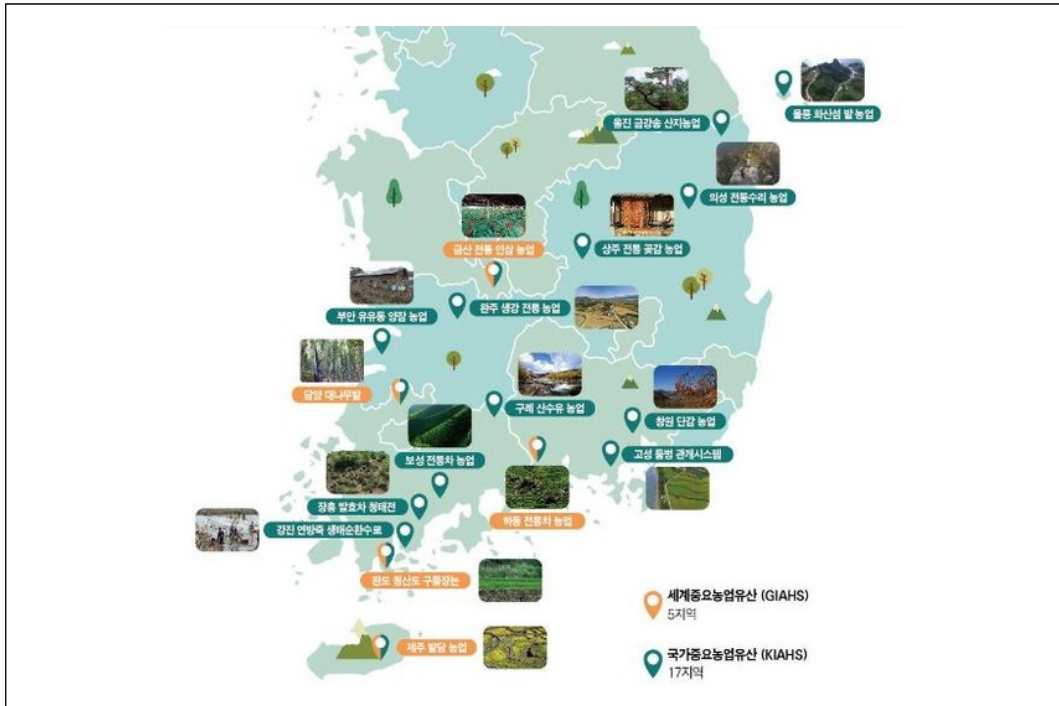 울릉 화산섬 밭 농업
울진 금강송 산지농업
의성 전통수리 농업
상주 전통 곶감 농업
금산 전통 인삼 농업
완주 생강 전통 농업
부안 유유동 양잠 농업
담양 대나무밭
구례 산수유 농업
창원 단감 농업
보성 전통차 농업
고성 둠벙 관개시스템
장흥 발효차 청태전
하동 전통차 농업
강진 연방죽 생태순환수로
완도 청산도 구들장논
제주 밭담 농업
세계중요농업유산 (GIAHS)
5지역
국가중요농업유산 (KIAHS)
17지역